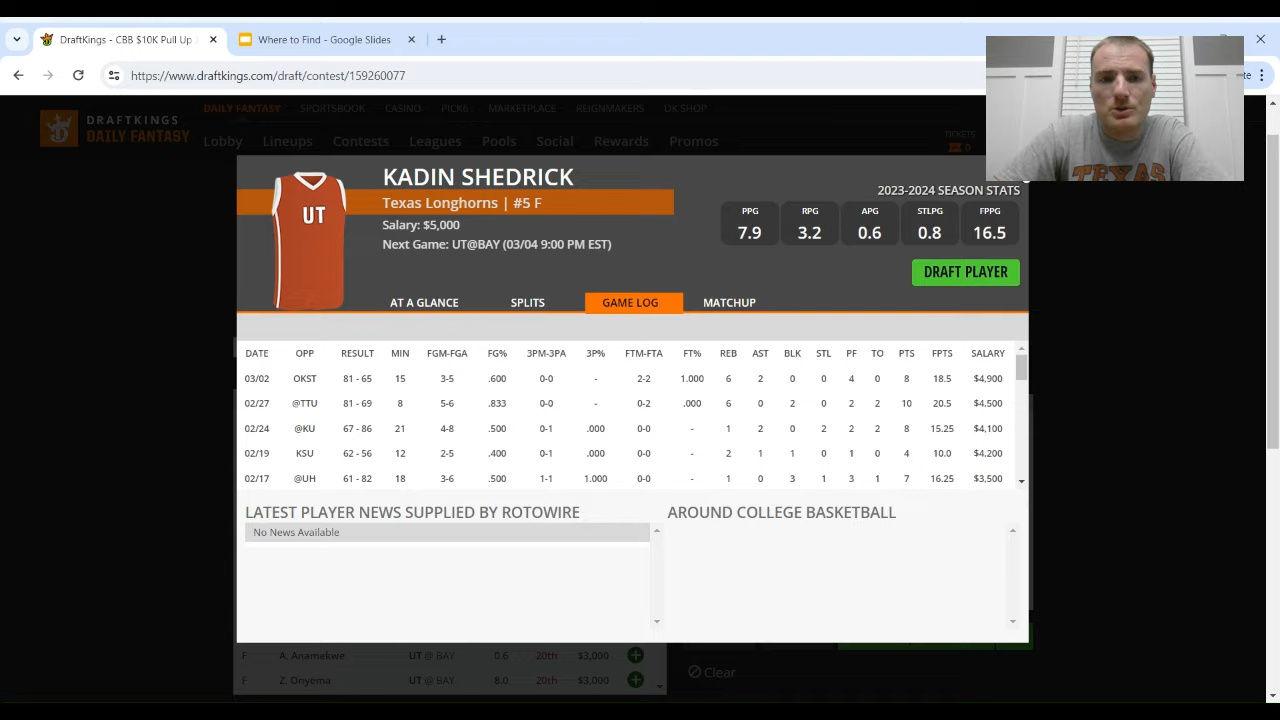 DraftKings - CBB $10K Pull Up
Where to Find - Google Slides
https://www.draftkings.com/draft/contest/159260077
DRAFTKINGS
DAILY FANTASY
DAILY FANTASY SPORTSBOOK CASINO PICK6 MARKETPLACE REIGNMAKERS DK SHOP
Lobby Lineups Contests Leagues Pools Social Rewards Promos
TICKETS
0
TEXAS
UT
KADIN SHEDRICK
Texas Longhorns | #5 F
Salary: $5,000
Next Game: UT@BAY (03/04 9:00 PM EST)
2023-2024 SEASON STATS
PPG RPG APG STLPG FPPG
7.9 3.2 0.6 0.8 16.5
DRAFT PLAYER
AT A GLANCE SPLITS GAME LOG MATCHUP
DATE OPP RESULT MIN FGM-FGA FG% 3PM-3PA 3P% FTM-FTA FT% REB AST BLK STL PF TO PTS FPTS SALARY
03/02 OKST 81 - 65 15 3-5 .600 0-0 - 2-2 1.000 6 2 0 0 4 0 8 18.5 $4,900
02/27 @TTU 81 - 69 8 5-6 .833 0-0 - 0-2 .000 6 0 2 0 2 2 10 20.5 $4,500
02/24 @KU 67 - 86 21 4-8 .500 0-1 .000 0-0 - 1 2 0 2 2 2 8 15.25 $4,100
02/19 KSU 62 - 56 12 2-5 .400 0-1 .000 0-0 - 2 1 1 0 1 0 4 10.0 $4,200
02/17 @UH 61 - 82 18 3-6 .500 1-1 1.000 0-0 - 1 0 3 1 3 1 7 16.25 $3,500
LATEST PLAYER NEWS SUPPLIED BY ROTOWIRE
No News Available
AROUND COLLEGE BASKETBALL
F A. Anamekwe UT @ BAY 0.6 20th $3,000
F Z. Onyema UT @ BAY 8.0 20th $3,000
Clear